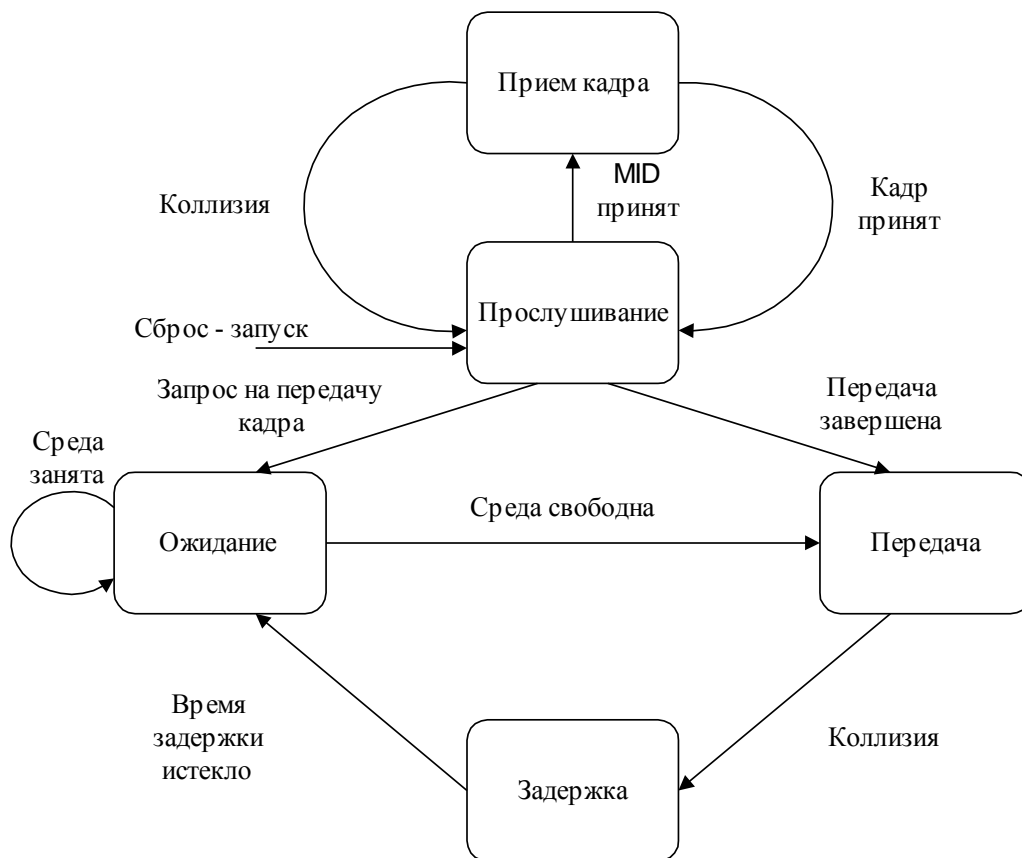 Прием кадра
MID
принят
Коллизия
Кадр
принят
Прослушивание
Сброс - запуск
Запрос на передачу
кадра
Передача
завершена
Среда
занята
Среда свободна
Ожидание
Передача
Время
задержки
истекло
Коллизия
Задержка